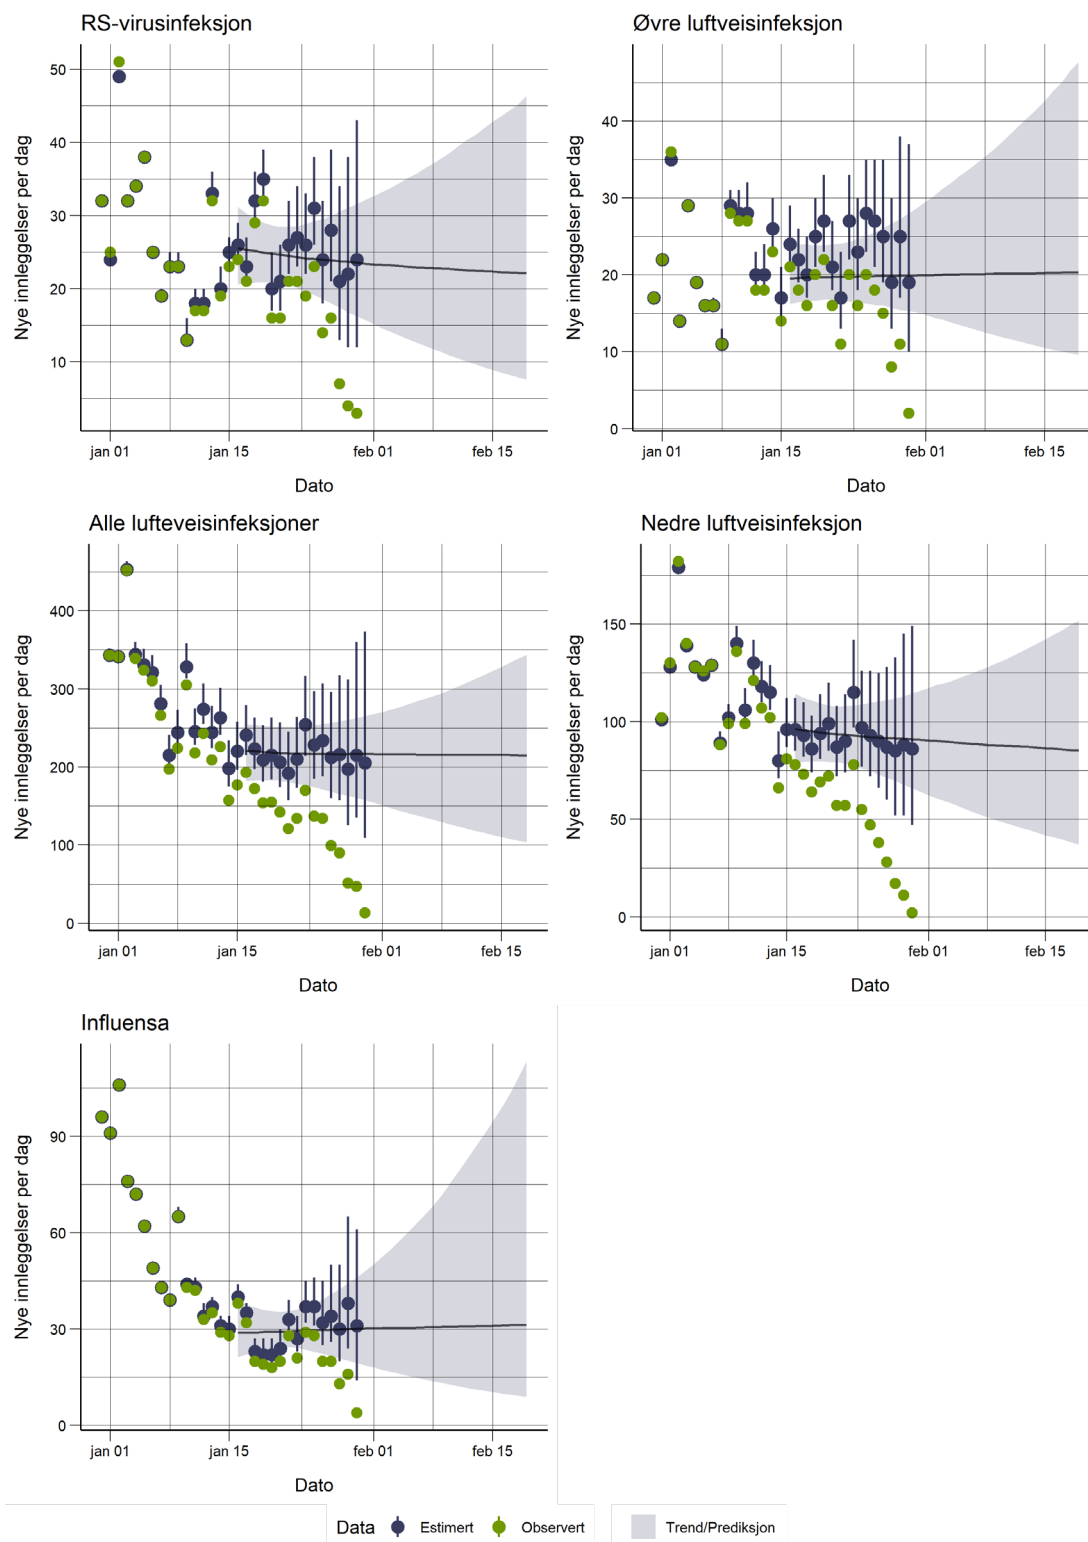 RS-virusinfeksjon
Nye innleggelser per dag
50
40
30
20
10
jan 01 jan 15 feb 01 feb 15
Dato
Øvre luftveisinfeksjon
Nye innleggelser per dag
40
30
20
10
0
jan 01 jan 15 feb 01 feb 15
Dato
Alle lufteveisinfeksjoner
Nye innleggelser per dag
400
300
200
100
0
jan 01 jan 15 feb 01 feb 15
Dato
Nedre luftveisinfeksjon
Nye innleggelser per dag
150
100
50
0
jan 01 jan 15 feb 01 feb 15
Dato
Influensa
Nye innleggelser per dag
90
60
30
0
jan 01 jan 15 feb 01 feb 15
Dato
Data Estimert Observert Trend/Prediksjon